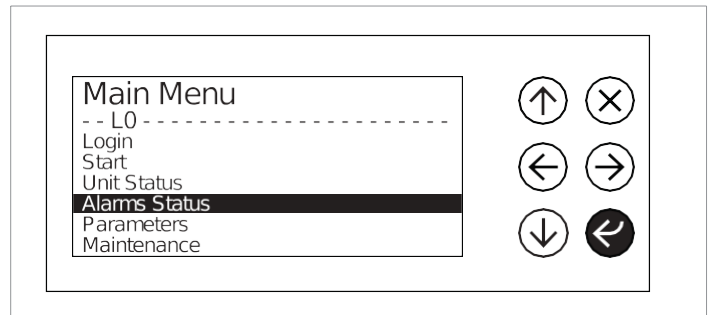 Main Menu
-- L0 ----------------------
Login
Start
Unit Status
Alarms Status
Parameters
Maintenance